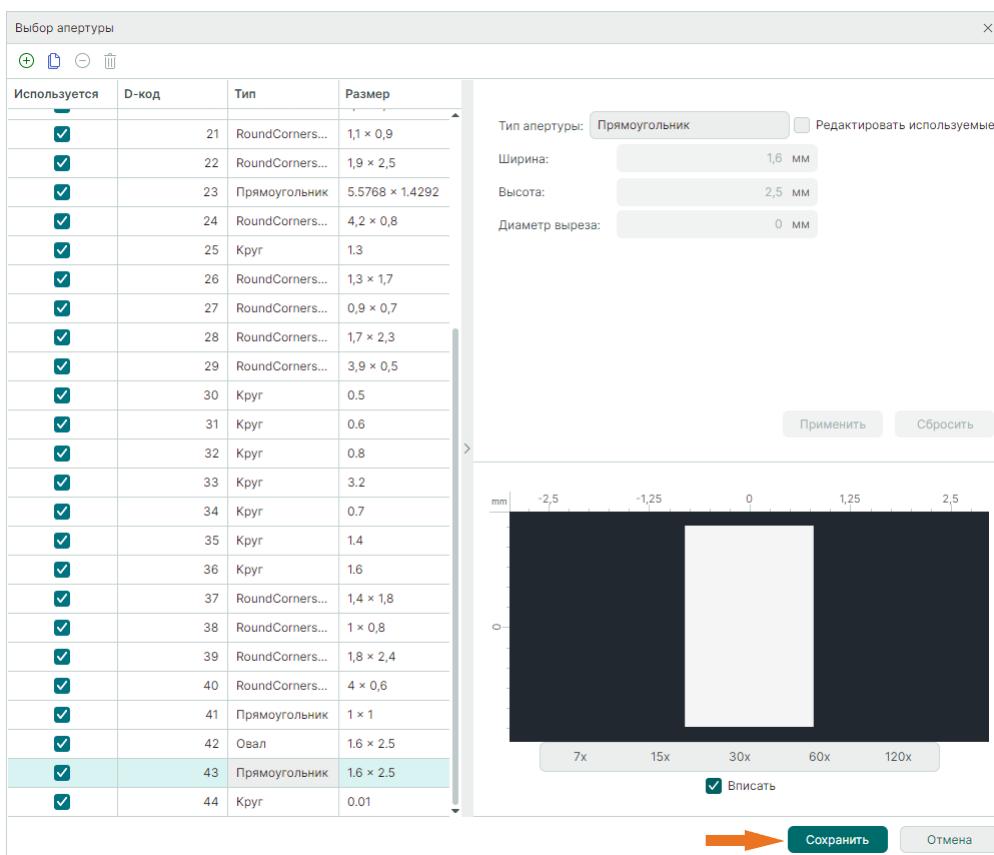 Выбор апертуры
Используется D-код Тип Размер
21 RoundCorners... 1,1 × 0,9
22 RoundCorners... 1,9 × 2,5
23 Прямоугольник 5.5768 × 1.4292
24 RoundCorners... 4,2 × 0,8
25 Круг 1.3
26 RoundCorners... 1,3 × 1,7
27 RoundCorners... 0,9 × 0,7
28 RoundCorners... 1,7 × 2,3
29 RoundCorners... 3,9 × 0,5
30 Круг 0.5
31 Круг 0.6
32 Круг 0.8
33 Круг 3.2
34 Круг 0.7
35 Круг 1.4
36 Круг 1.6
37 RoundCorners... 1,4 × 1,8
38 RoundCorners... 1 × 0,8
39 RoundCorners... 1,8 × 2,4
40 RoundCorners... 4 × 0,6
41 Прямоугольник 1 × 1
42 Овал 1.6 × 2.5
43 Прямоугольник 1.6 × 2.5
44 Круг 0.01
Тип апертуры: Прямоугольник Редактировать используемые
Ширина: 1,6 мм
Высота: 2,5 мм
Диаметр выреза: 0 мм
Применить Сбросить
mm -2,5 -1,25 0 1,25 2,5
0
7x 15x 30x 60x 120x
Вписать
Сохранить Отмена